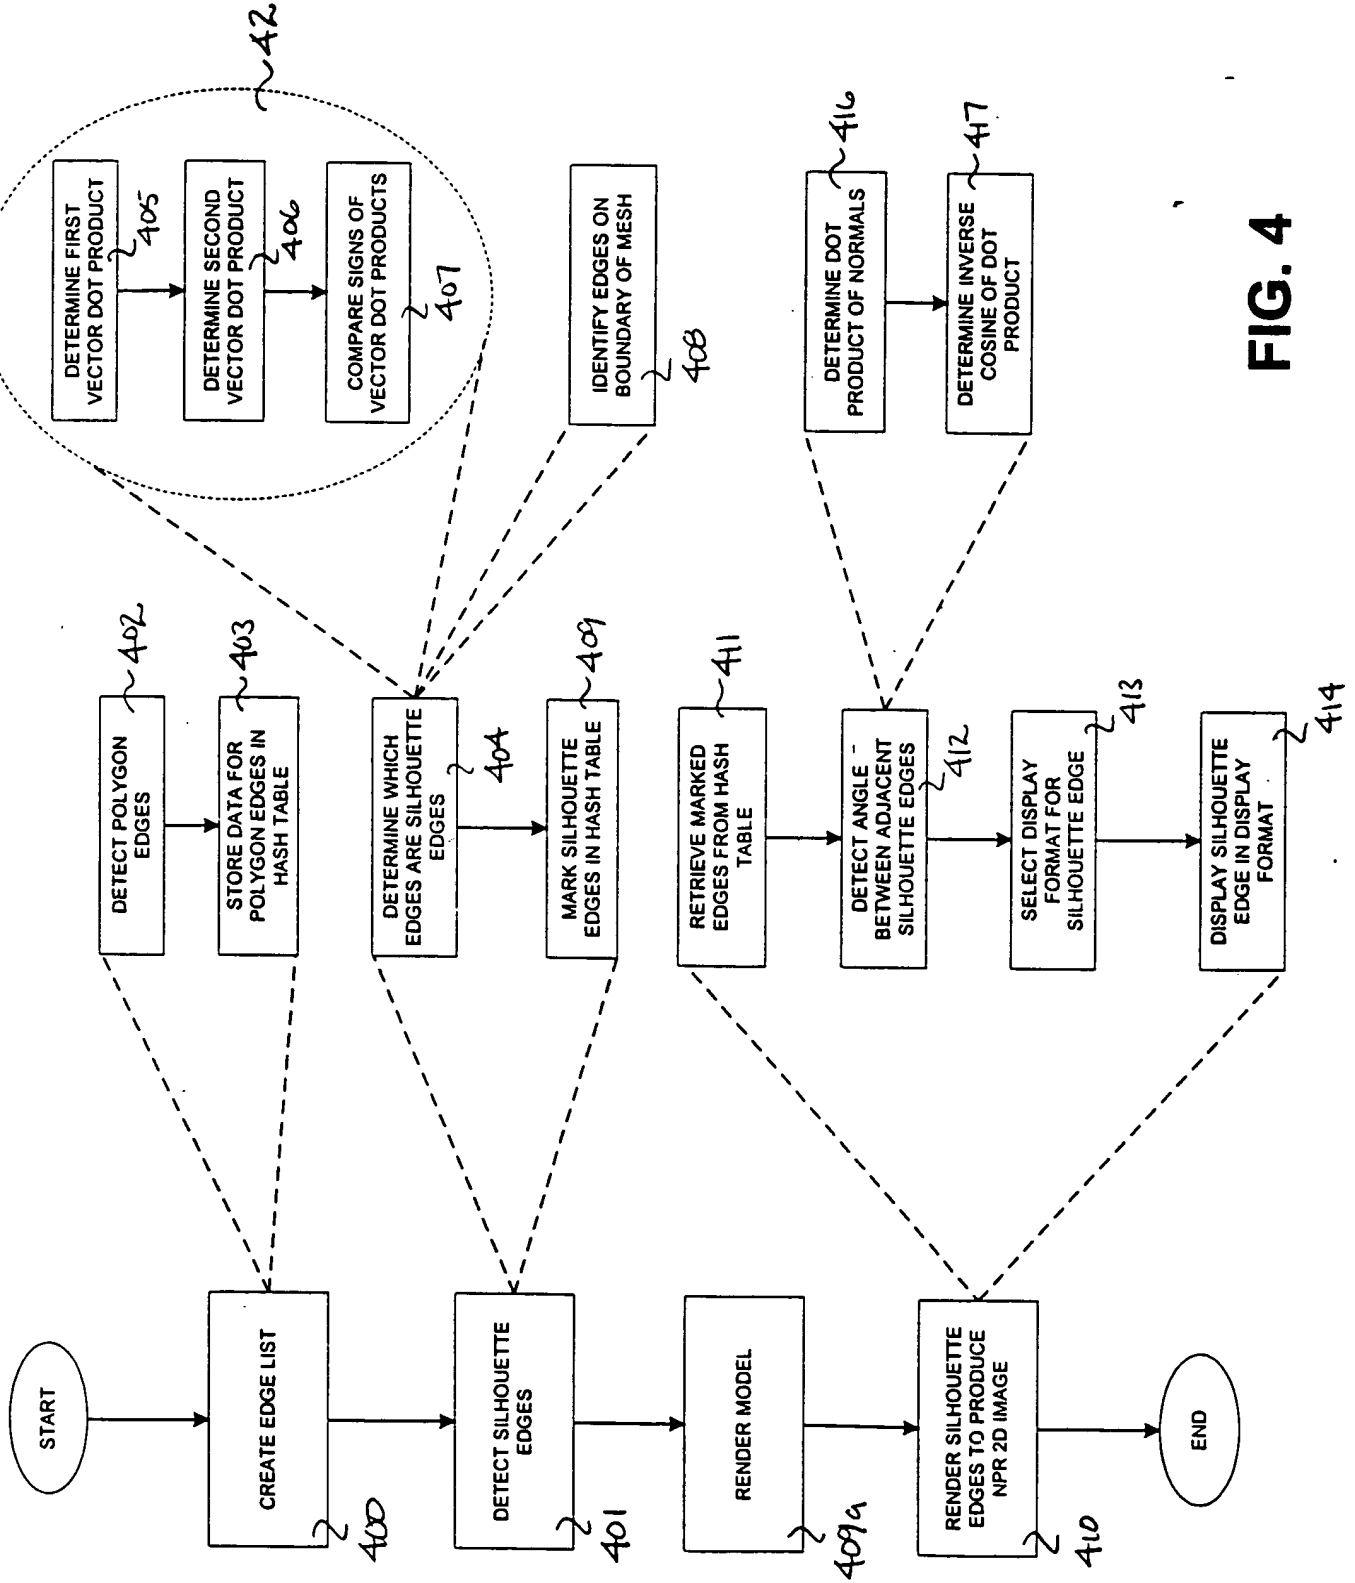 START
CREATE EDGE LIST
400
DETECT SILHOUETTE
EDGES
401
RENDER MODEL
409a
RENDER SILHOUETTE
EDGES TO PRODUCE
NPR 2D IMAGE
410
END
DETECT POLYGON
EDGES
402
STORE DATA FOR
POLYGON EDGES IN
HASH TABLE
403
DETERMINE WHICH
EDGES ARE SILHOUETTE
EDGES
404
MARK SILHOUETTE
EDGES IN HASH TABLE
409
RETRIEVE MARKED
EDGES FROM HASH
TABLE
411
DETECT ANGLE
BETWEEN ADJACENT
SILHOUETTE EDGES
412
SELECT DISPLAY
FORMAT FOR
SILHOUETTE EDGE
413
DISPLAY SILHOUETTE
EDGE IN DISPLAY
FORMAT
414
42
DETERMINE FIRST
VECTOR DOT PRODUCT
405
DETERMINE SECOND
VECTOR DOT PRODUCT
406
COMPARE SIGNS OF
VECTOR DOT PRODUCTS
407
IDENTIFY EDGES ON
BOUNDARY OF MESH
408
DETERMINE DOT
PRODUCT OF NORMALS
416
DETERMINE INVERSE
COSINE OF DOT
PRODUCT
417
FIG. 4